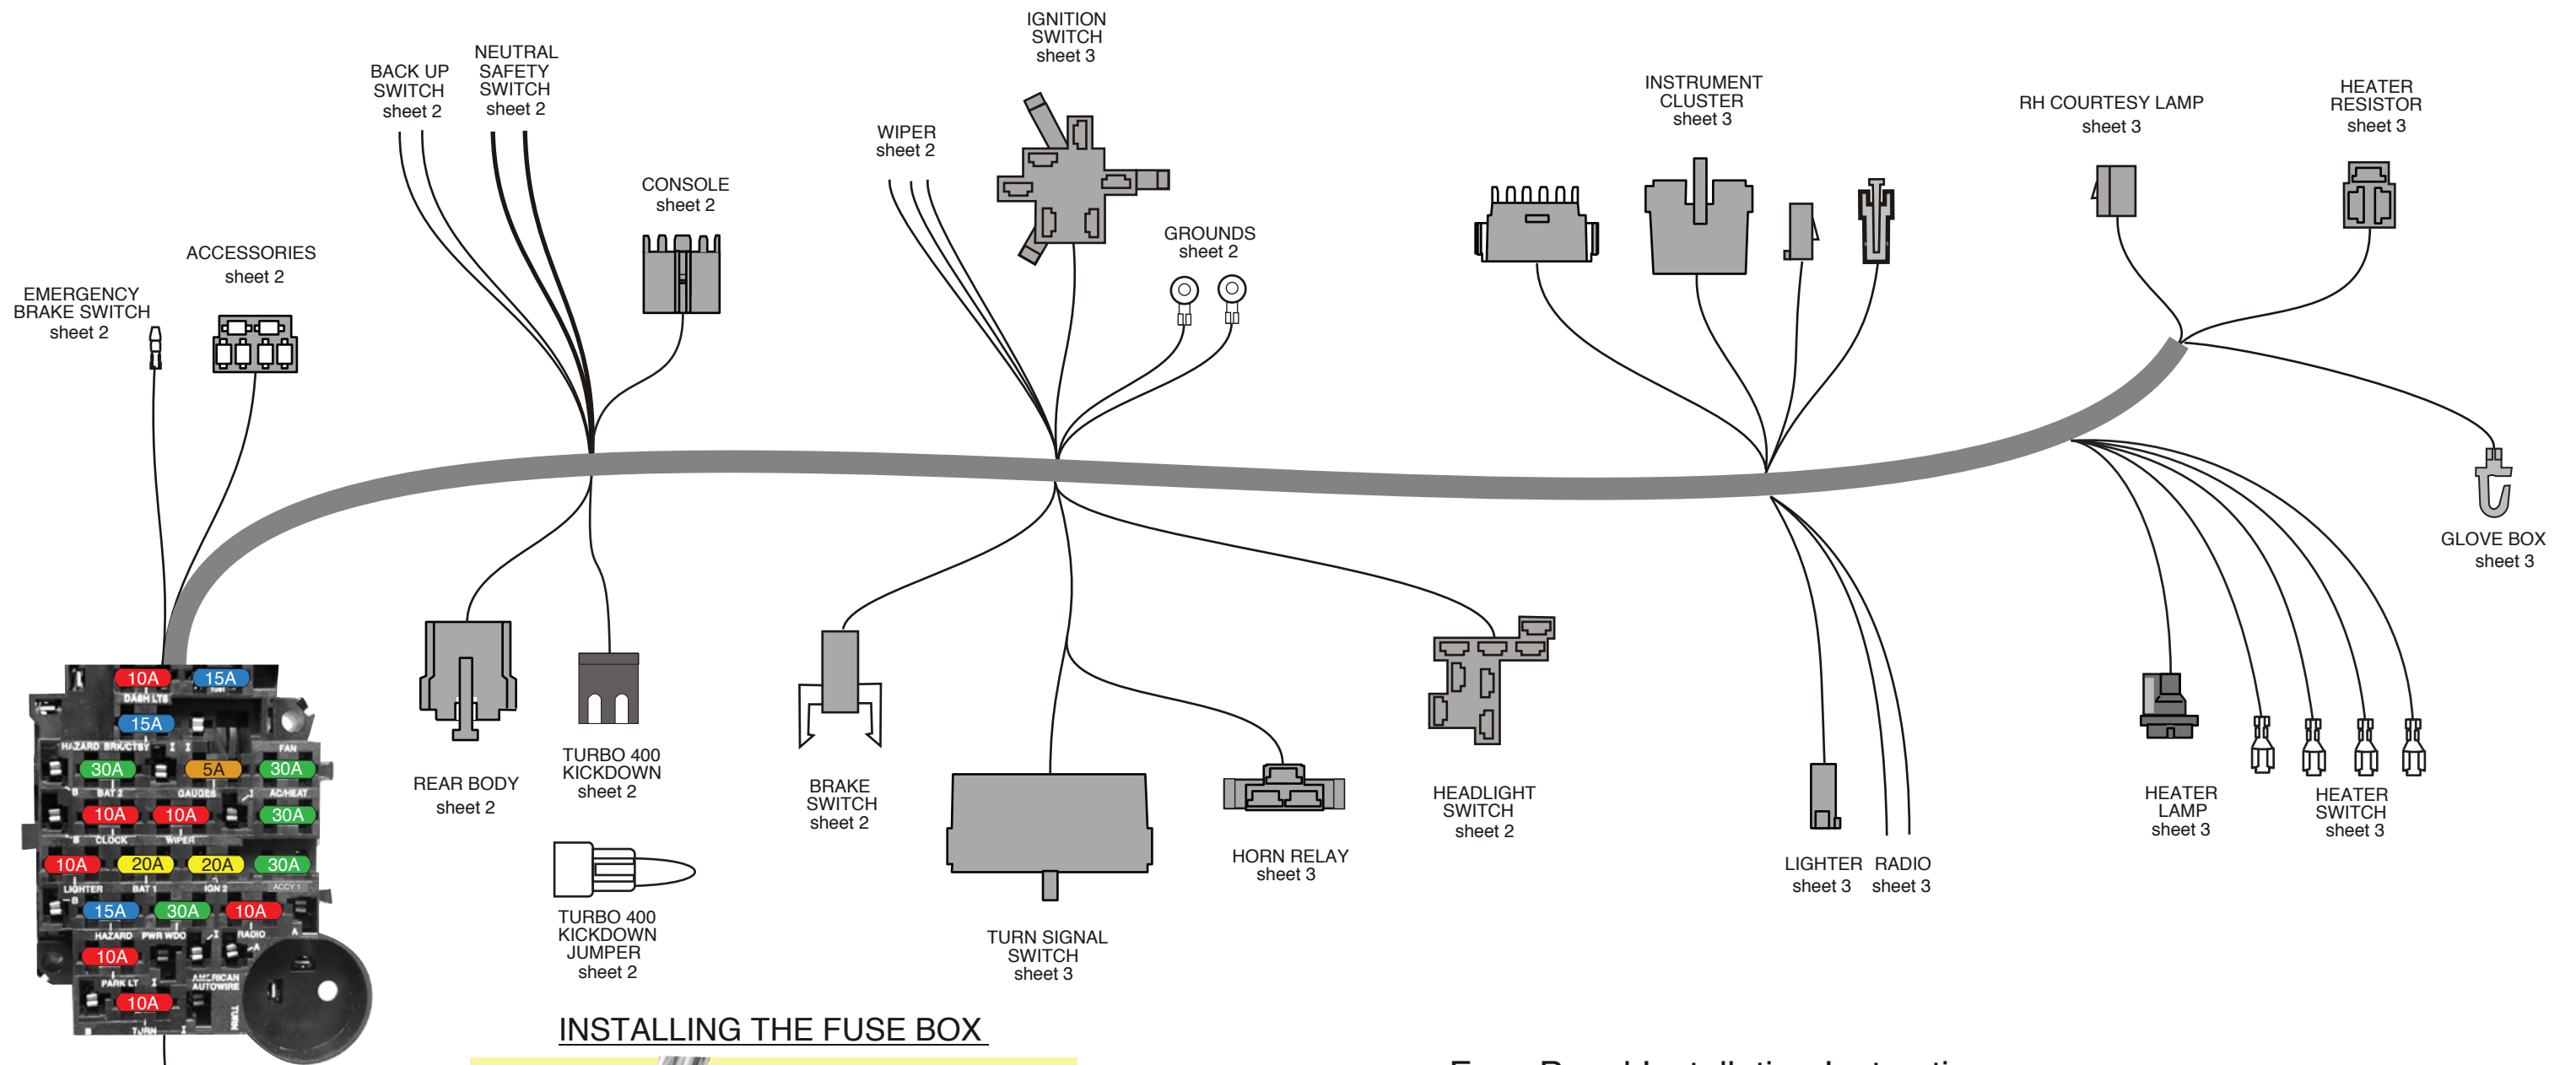 IGNITION
SWITCH
sheet 3
NEUTRAL
SAFETY
SWITCH
sheet 2
BACK UP
SWITCH
sheet 2
INSTRUMENT
CLUSTER
sheet 3
HEATER
RESISTOR
sheet 3
RH COURTESY LAMP
sheet 3
WIPER
sheet 2
CONSOLE
sheet 2
GROUNDS
sheet 2
ACCESSORIES
sheet 2
EMERGENCY
BRAKE SWITCH
sheet 2
GLOVE BOX
sheet 3
REAR BODY
sheet 2
TURBO 400
KICKDOWN
sheet 2
BRAKE
SWITCH
sheet 2
HEADLIGHT
SWITCH
sheet 2
HEATER
LAMP
sheet 3
HEATER
SWITCH
sheet 3
HORN RELAY
sheet 3
LIGHTER
sheet 3
RADIO
sheet 3
TURBO 400
KICKDOWN
JUMPER
sheet 2
TURN SIGNAL
SWITCH
sheet 3
10A 15A
DASH LTS
15A
HAZARD BRK/CTSY I I FAN
30A 5A 30A
B BAT 2 GAUGES I AC/HEAT
10A 10A 30A
B CLOCK WIPER
10A 20A 20A 30A
LIGHTER BAT 1 IGN 2 ACCY 1
B
15A 30A 10A
HAZARD PWR WDO I RADIO A
A
10A
PARK LT I AMERICAN
AUTOWIRE
10A
TURN
B TURN I
INSTALLING THE FUSE BOX